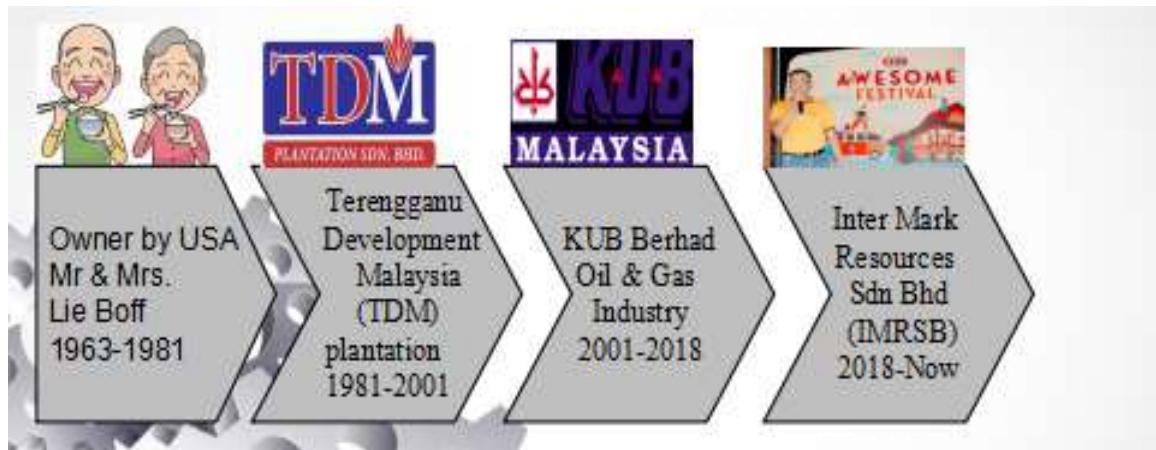 TDM
PLANTATION SDN. BHD.
KUB
MALAYSIA
AWESOME
FESTIVAL
Owner by USA
Mr & Mrs.
Lie Boff
1963-1981
Terengganu
Development
Malaysia
(TDM)
plantation
1981-2001
KUB Berhad
Oil & Gas
Industry
2001-2018
Inter Mark
Resources
Sdn Bhd
(IMRSB)
2018-Now